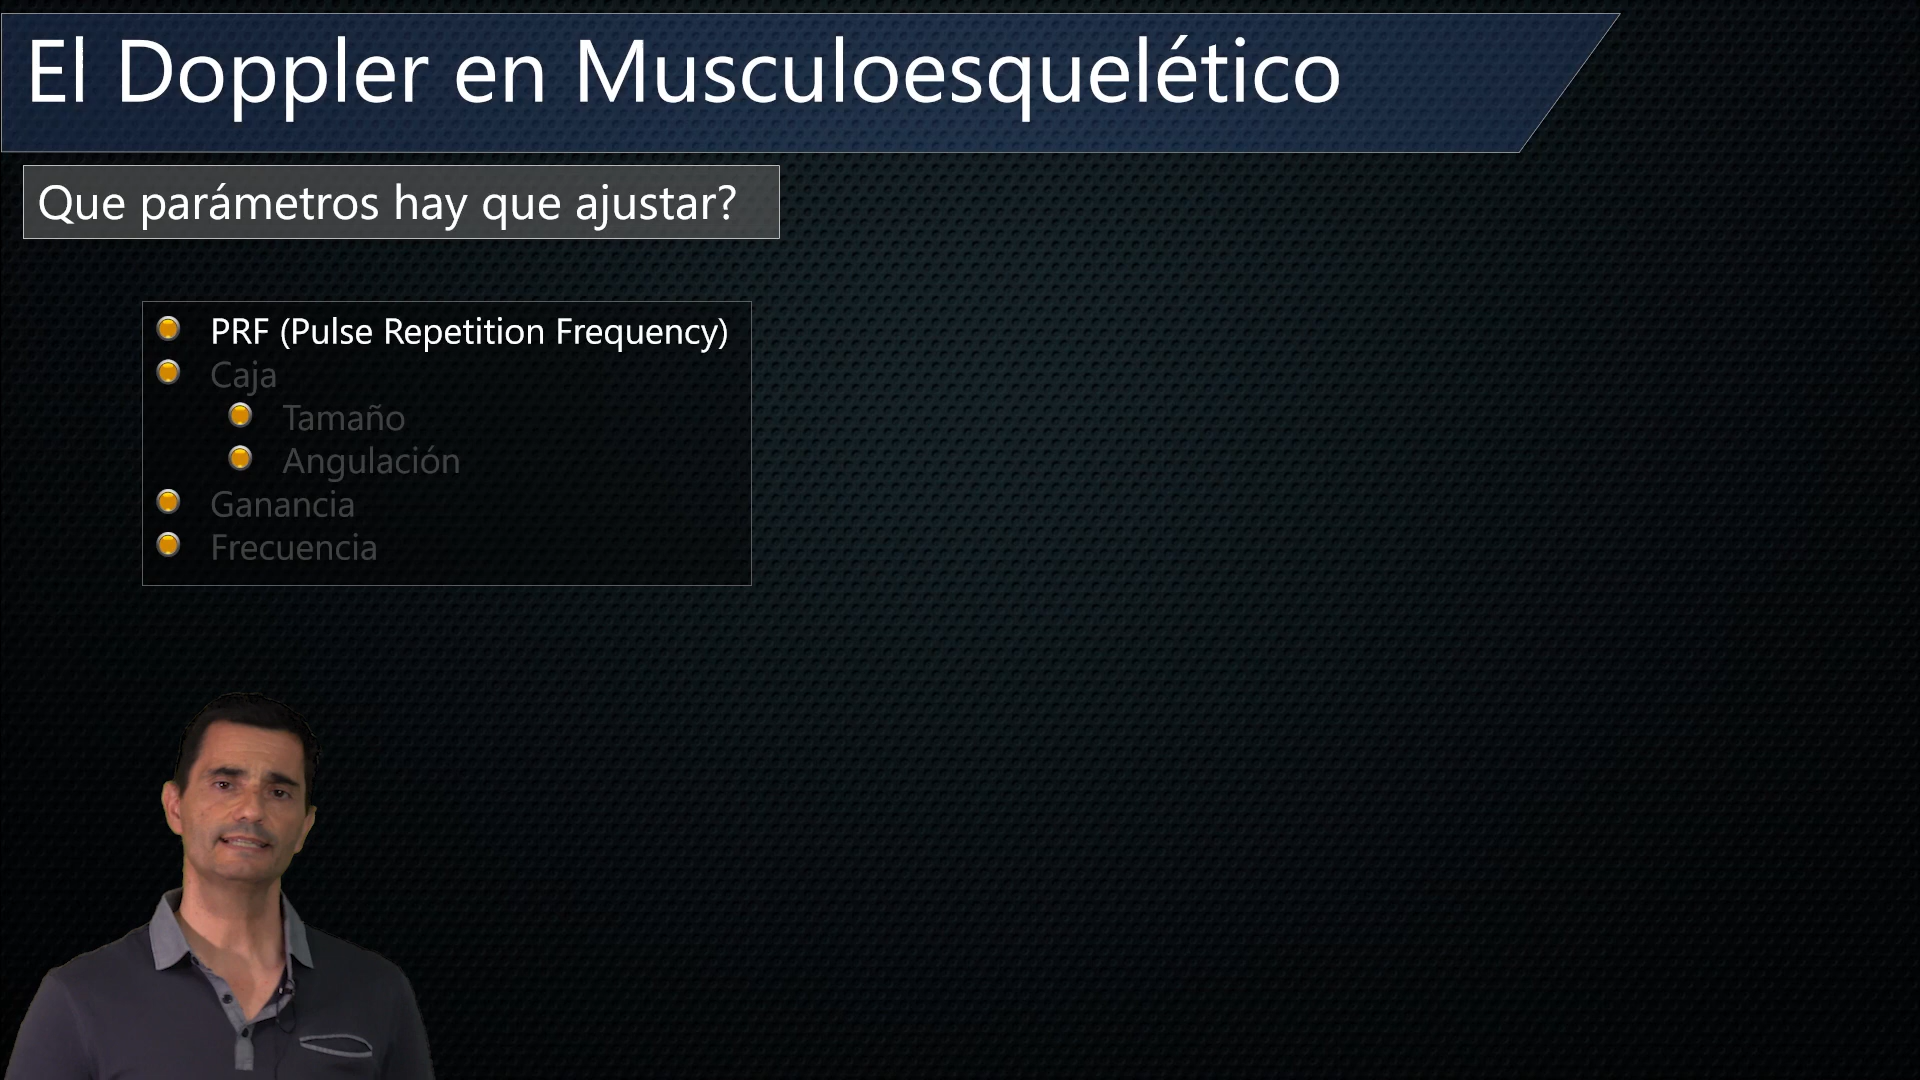 El Doppler en Musculoesquelético
Que parámetros hay que ajustar?
PRF (Pulse Repetition Frequency)
Caja
Tamaño
Angulación
Ganancia
Frecuencia